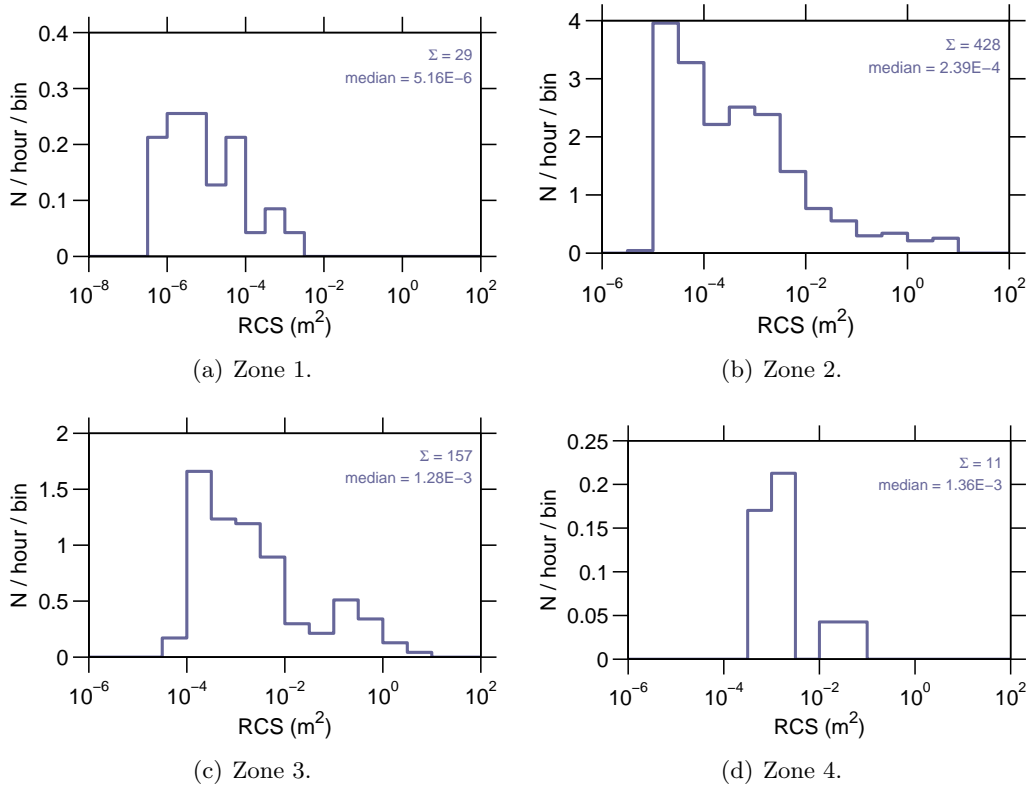 0.4
0.3
0.2
0.1
0
N / hour / bin
Σ = 29
median = 5.16E−6
10^−8
10^−6
10^−4
10^−2
10^0
10^2
RCS (m^2)
(a) Zone 1.
4
3
2
1
0
N / hour / bin
Σ = 428
median = 2.39E−4
10^−6
10^−4
10^−2
10^0
10^2
RCS (m^2)
(b) Zone 2.
2
1.5
1
0.5
0
N / hour / bin
Σ = 157
median = 1.28E−3
10^−6
10^−4
10^−2
10^0
10^2
RCS (m^2)
(c) Zone 3.
0.25
0.2
0.15
0.1
0.05
0
N / hour / bin
Σ = 11
median = 1.36E−3
10^−6
10^−4
10^−2
10^0
10^2
RCS (m^2)
(d) Zone 4.